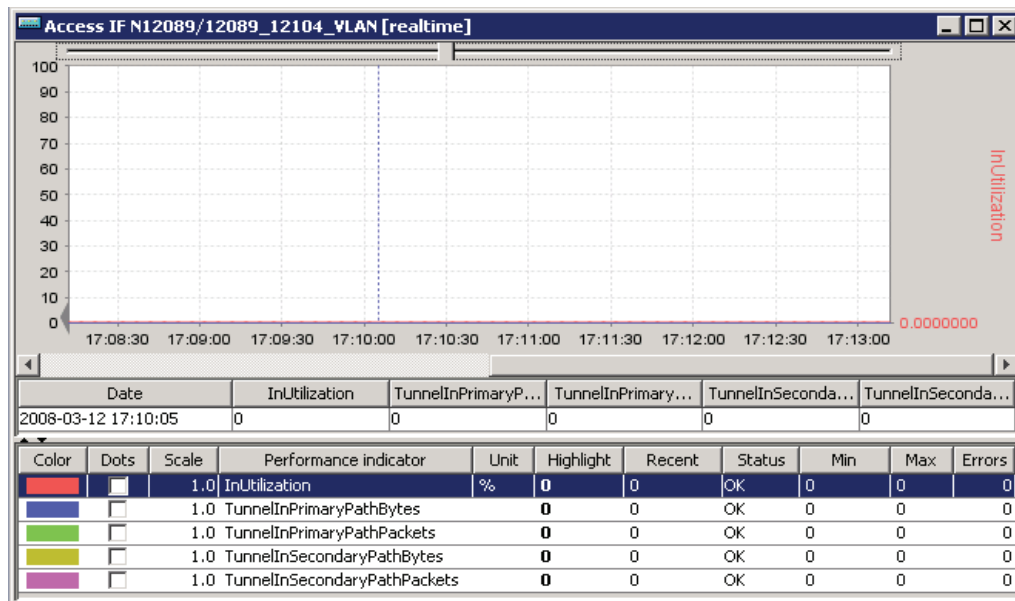 Access IF N12089/12089_12104_VLAN [realtime]
100
90
80
70
60
50
40
30
20
10
0
InUtilization
0.0000000
17:08:30 17:09:00 17:09:30 17:10:00 17:10:30 17:11:00 17:11:30 17:12:00 17:12:30 17:13:00
Date InUtilization TunnelInPrimaryP... TunnelInPrimary... TunnelInSeconda... TunnelInSeconda...
2008-03-12 17:10:05 0 0 0 0 0
Color Dots Scale Performance indicator Unit Highlight Recent Status Min Max Errors
1.0 InUtilization % 0 0 OK 0 0 0
1.0 TunnelInPrimaryPathBytes 0 0 OK 0 0 0
1.0 TunnelInPrimaryPathPackets 0 0 OK 0 0 0
1.0 TunnelInSecondaryPathBytes 0 0 OK 0 0 0
1.0 TunnelInSecondaryPathPackets 0 0 OK 0 0 0